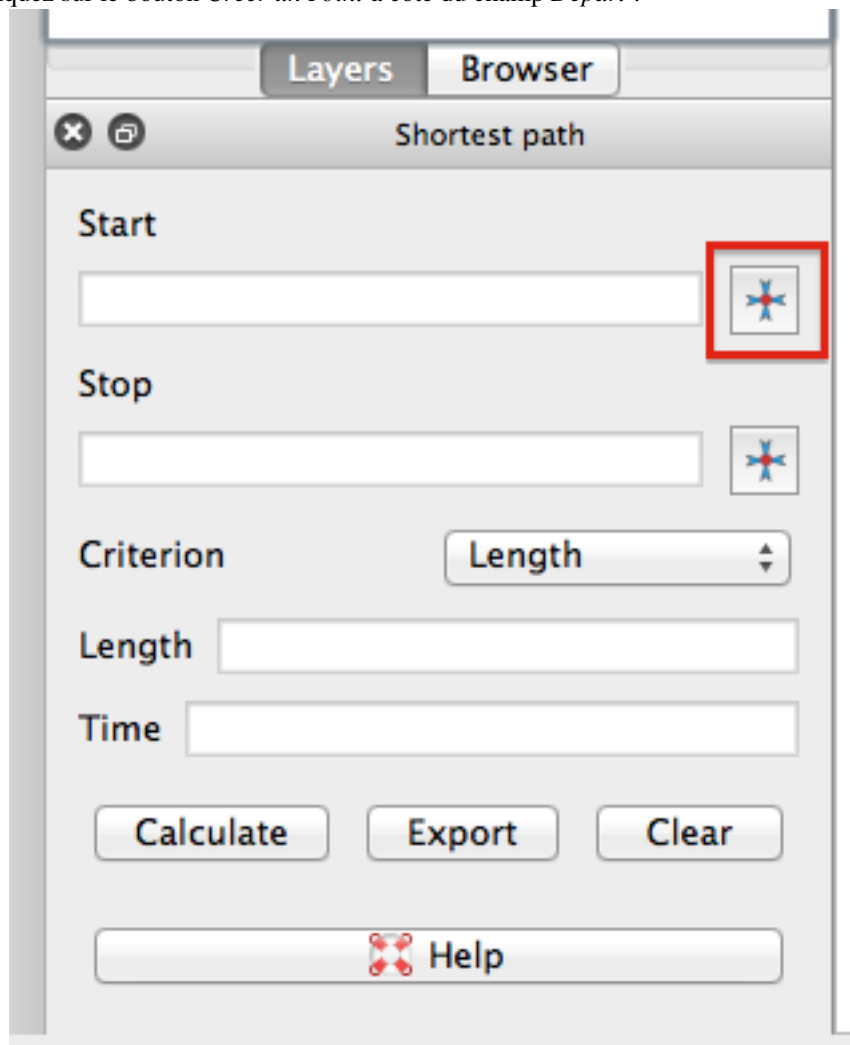 Layers Browser
Shortest path
Start
Stop
Criterion Length
Length
Time
Calculate Export Clear
Help